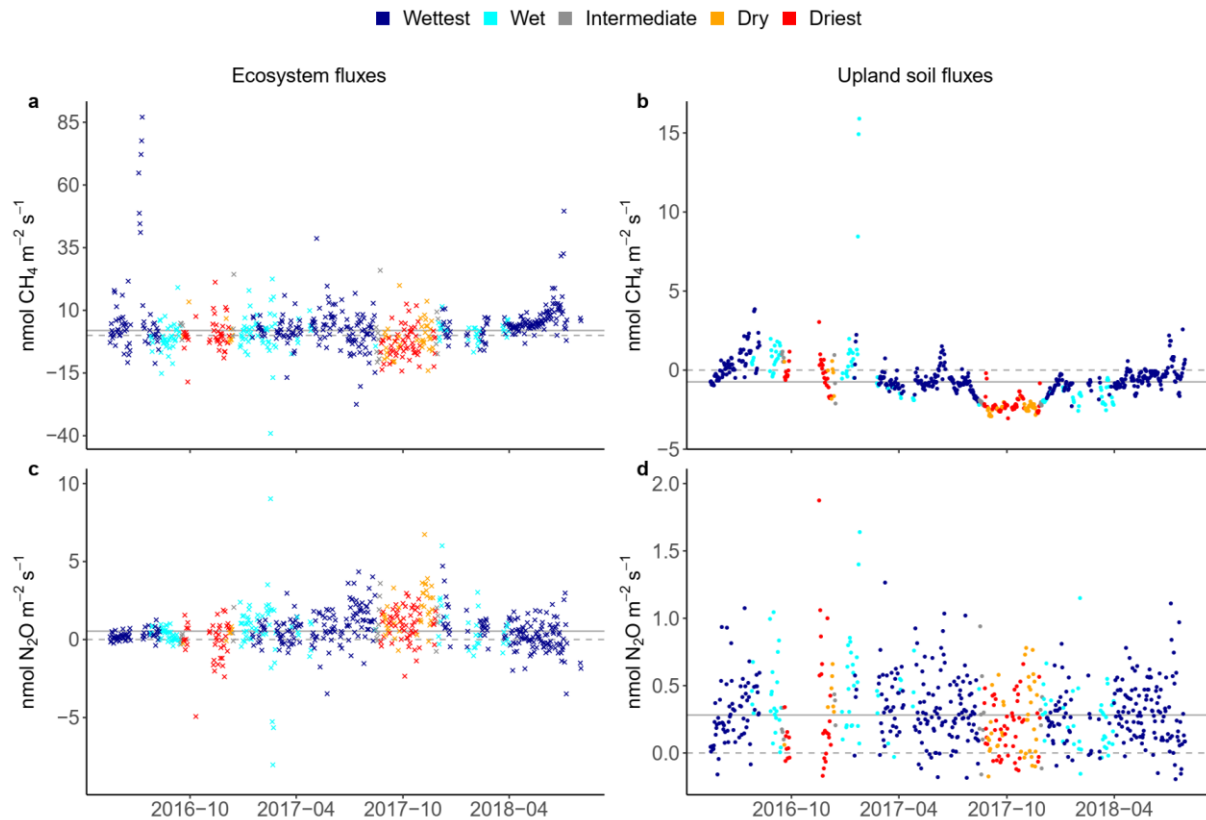 Wettest Wet Intermediate Dry Driest
Ecosystem fluxes
Upland soil fluxes
a
85
60
35
10
−15
−40
nmol CH₄ m⁻² s⁻¹
b
15
10
5
0
−5
nmol CH₄ m⁻² s⁻¹
c
10
5
0
−5
nmol N₂O m⁻² s⁻¹
2016−10 2017−04 2017−10 2018−04
d
2.0
1.5
1.0
0.5
0.0
nmol N₂O m⁻² s⁻¹
2016−10 2017−04 2017−10 2018−04